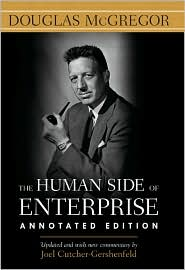 DOUGLAS McGREGOR
THE HUMAN SIDE OF
ENTERPRISE
ANNOTATED EDITION
Updated and with new commentary by
Joel Cutcher-Gershenfeld